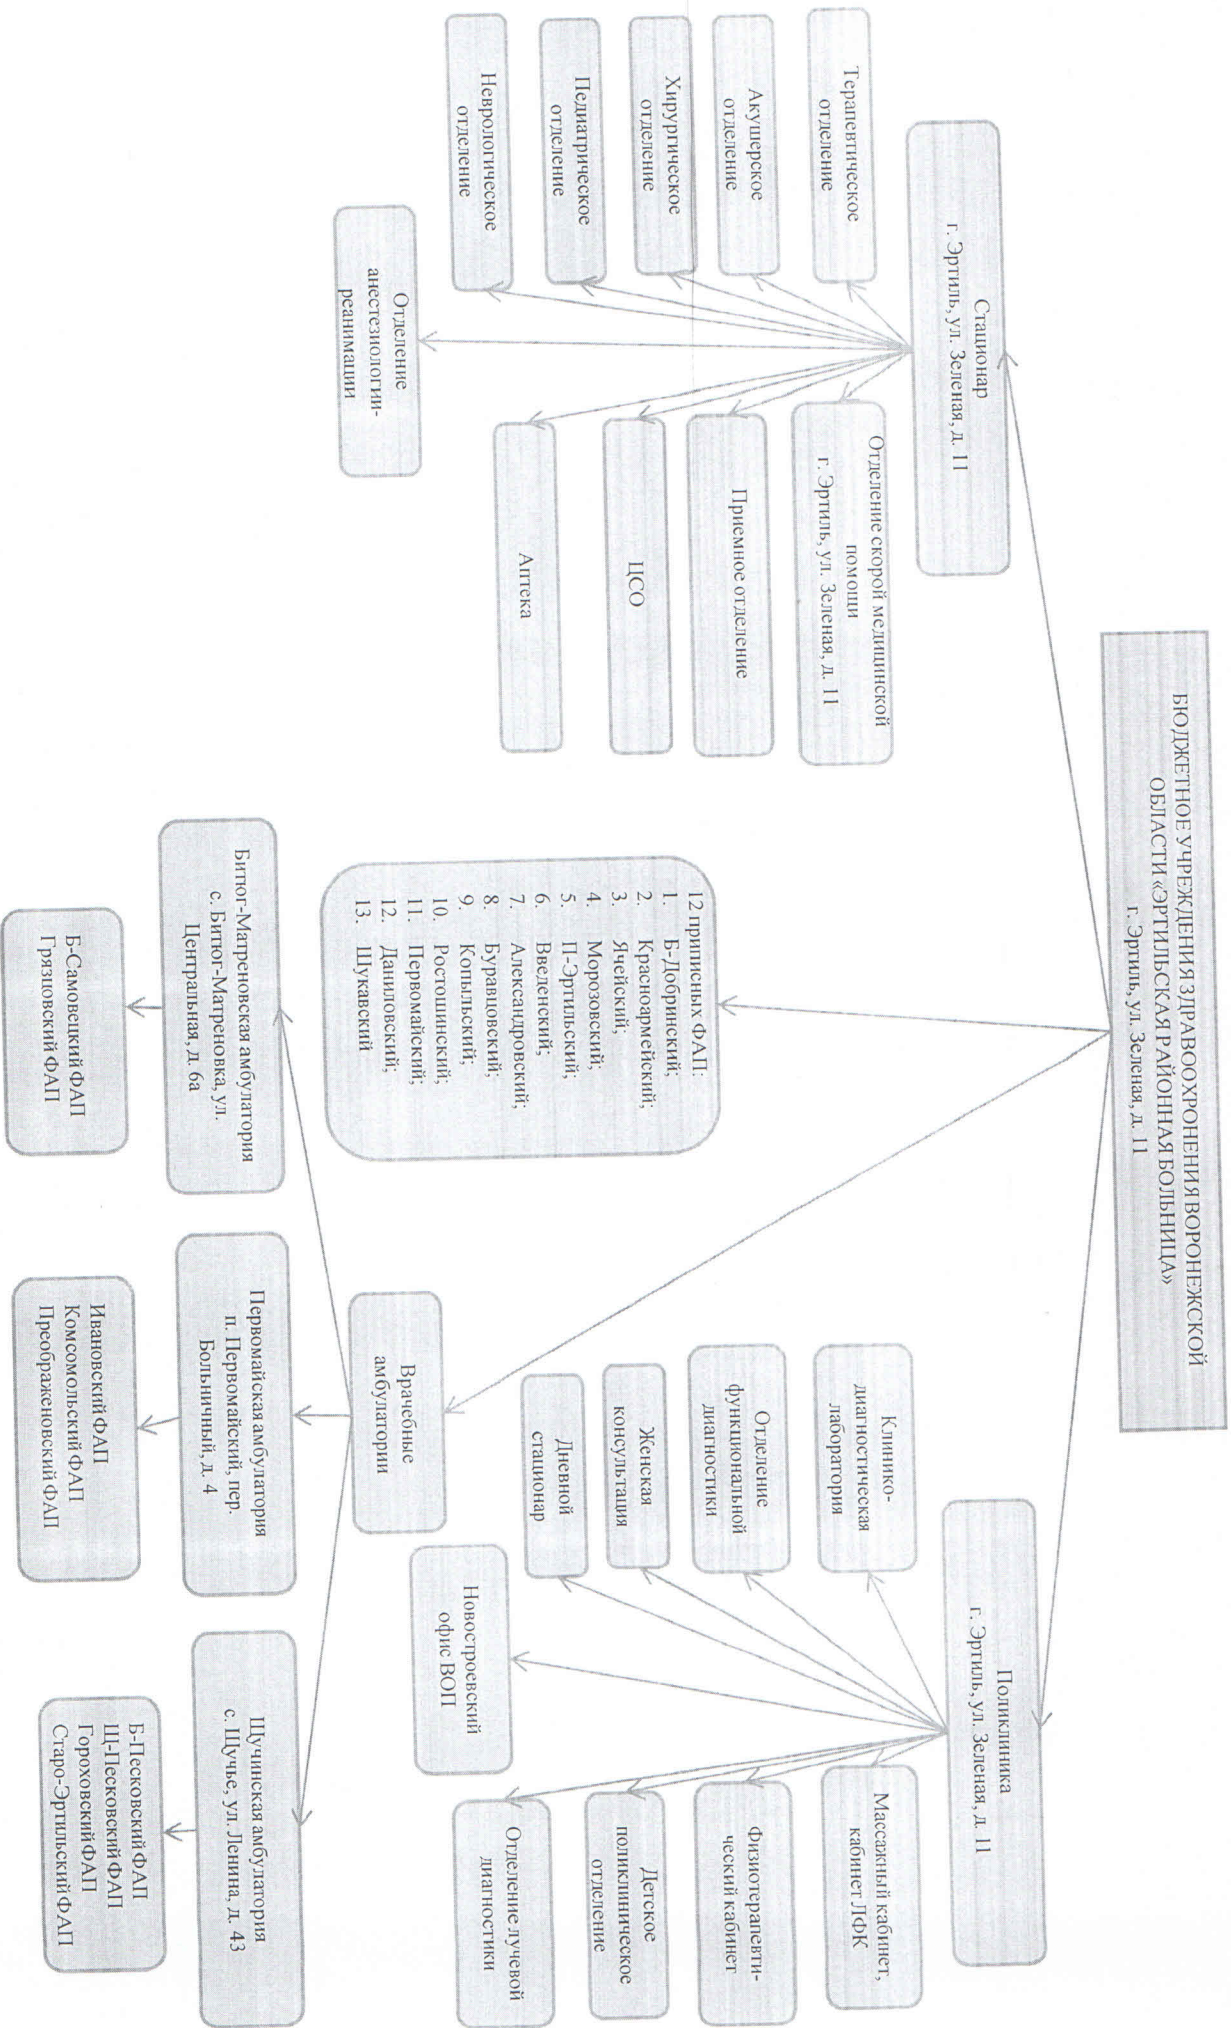 БЮДЖЕТНОЕ УЧРЕЖДЕНИЯ ЗДРАВООХРОНЕНИЯ ВОРОНЕЖСКОЙ
ОБЛАСТИ «ЭРТИЛЬСКАЯ РАЙОННАЯ БОЛЬНИЦА»
г. Эртиль, ул. Зеленая, д. 11
Стационар
г. Эртиль, ул. Зеленая, д. 11
Терапевтическое
отделение
Акушерское
отделение
Хирургическое
отделение
Педиатрическое
отделение
Неврологическое
отделение
Отделение
анестезиологии-
реанимации
Отделение скорой медицинской
помощи
г. Эртиль, ул. Зеленая, д. 11
Приемное отделение
ЦСО
Аптека
12 приписных ФАП:
1. Б-Добринский;
2. Красноармейский;
3. Ячейский;
4. Морозовский;
5. П-Эртильский
6. Введенский;
7. Александровский;
8. Буравцовский;
9. Копыльский;
10. Ростошинский;
11. Первомайский;
12. Даниловский;
13. Щукавский
Врачебные
амбулатории
Битюг-Матреновская амбулатория
с. Битюг-Матреновка, ул.
Центральная, д. 6а
Б-Самовецкий ФАП
Грязцовский ФАП
Первомайская амбулатория
п. Первомайский, пер.
Больничный, д. 4
Ивановский ФАП
Комсомольский ФАП
Преображеновский ФАП
Щучинская амбулатория
с. Щучье, ул. Ленина, д. 43
Б-Песковский ФАП
Щ-Песковский ФАП
Гороховский ФАП
Старо-Эртильский ФАП
Поликлиника
г. Эртиль, ул. Зеленая, д. 11
Клинико-
диагностическая
лаборатория
Отделение
функциональной
диагностики
Женская
консультация
Дневной
стационар
Новостроевский
офис ВОП
Массажный кабинет,
кабинет ЛФК
Физиотерапевти-
ческий кабинет
Детское
поликлиническое
отделение
Отделение лучевой
диагностики